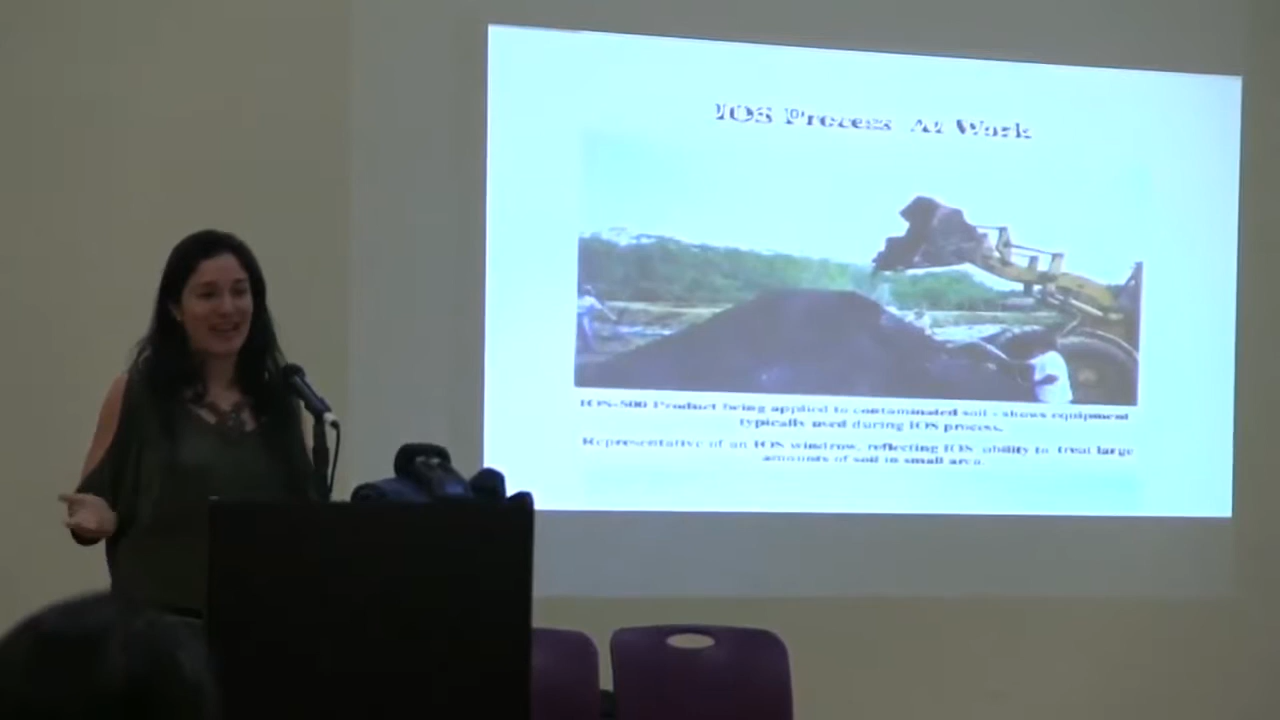 IOS Process At Work
IOS-500 Product being applied to contaminated soil - shows equipment
typically used during IOS process.
Representative of an IOS windrow, reflecting IOS ability to treat large
amounts of soil in small area.